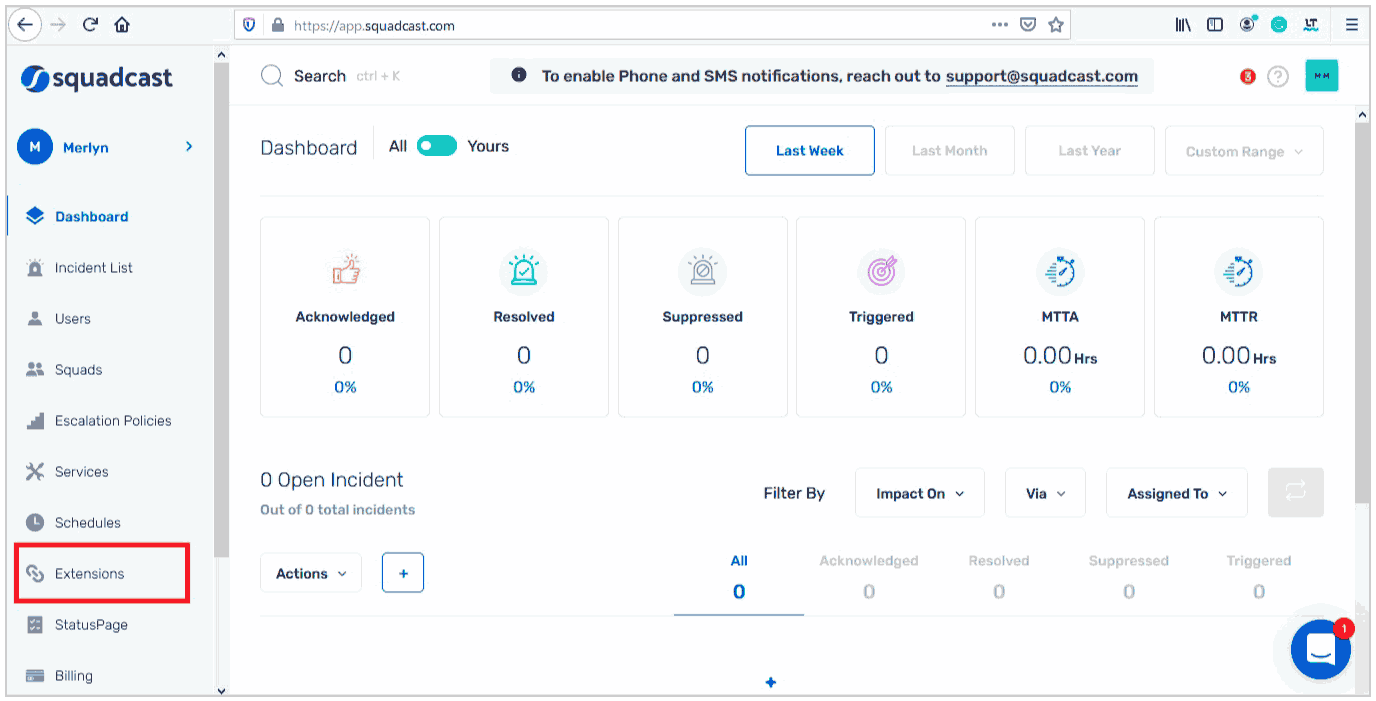 https://app.squadcast.com
squadcast
Search ctrl + K
To enable Phone and SMS notifications, reach out to support@squadcast.com
M M
M Merlyn
Dashboard
Incident List
Users
Squads
Escalation Policies
Services
Schedules
Extensions
StatusPage
Billing
Dashboard
All Yours
Last Week Last Month Last Year Custom Range
Acknowledged
0
0%
Resolved
0
0%
Suppressed
0
0%
Triggered
0
0%
MTTA
0.00 Hrs
0%
MTTR
0.00 Hrs
0%
0 Open Incident
Out of 0 total incidents
Filter By Impact On Via Assigned To
Actions +
All Acknowledged Resolved Suppressed Triggered
0 0 0 0 0
1